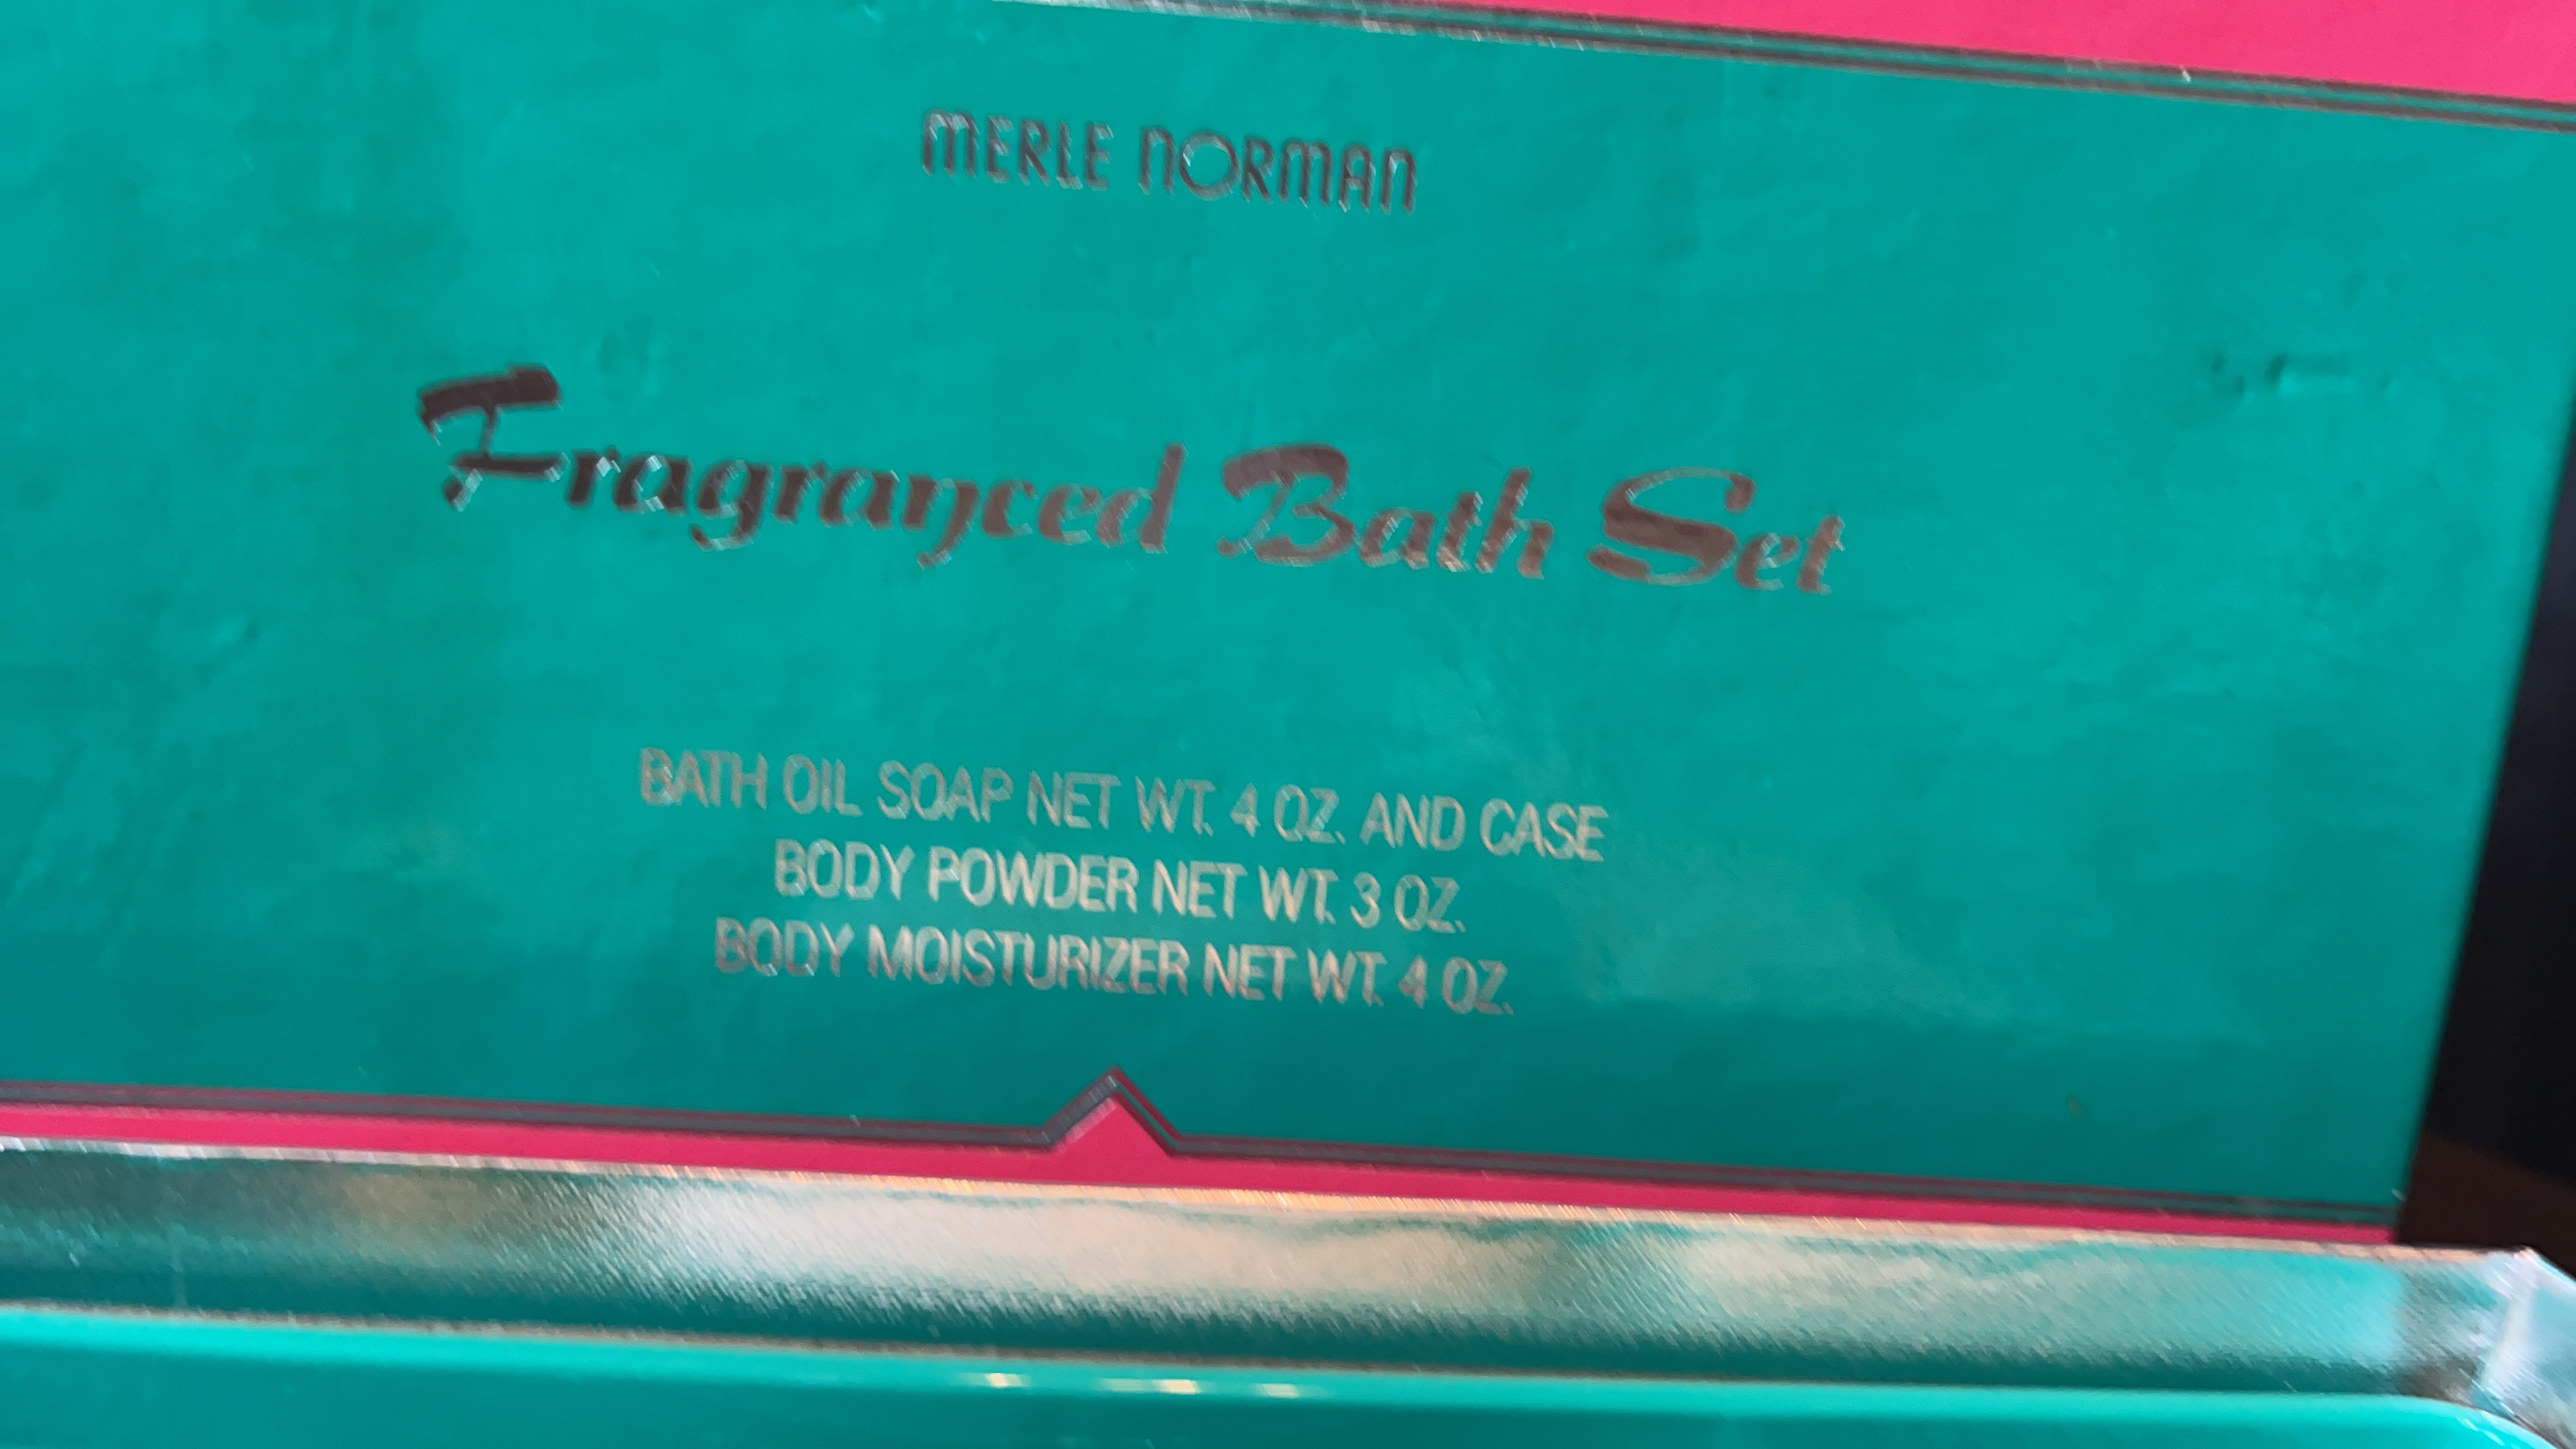 MERLE NORMAN
Fragranced Bath Set
BATH OIL SOAP NET WT. 4 OZ. AND CASE
BODY POWDER NET WT. 3 OZ.
BODY MOISTURIZER NET WT. 4 OZ.